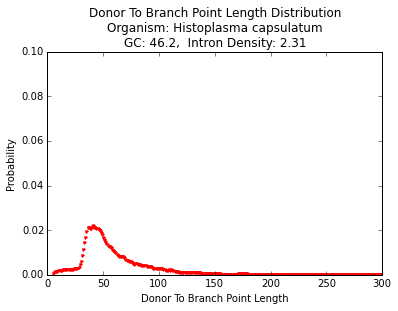 Donor To Branch Point Length Distribution
Organism: Histoplasma capsulatum
GC: 46.2,  Intron Density: 2.31
0.10
0.08
0.06
0.04
0.02
0.00
Probability
0 50 100 150 200 250 300
Donor To Branch Point Length